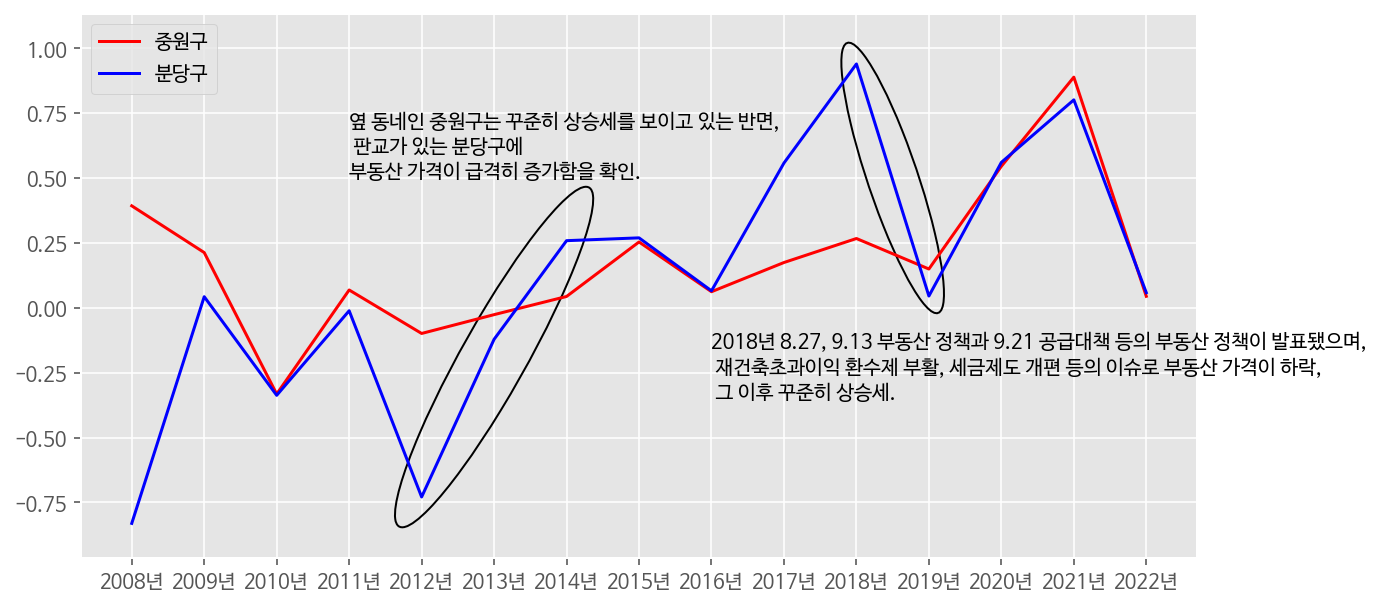 중원구
분당구
1.00
0.75
0.50
0.25
0.00
−0.25
−0.50
−0.75
옆 동네인 중원구는 꾸준히 상승세를 보이고 있는 반면,
판교가 있는 분당구에
부동산 가격이 급격히 증가함을 확인.
2018년 8.27, 9.13 부동산 정책과 9.21 공급대책 등의 부동산 정책이 발표됐으며,
재건축초과이익 환수제 부활, 세금제도 개편 등의 이슈로 부동산 가격이 하락,
그 이후 꾸준히 상승세.
2008년 2009년 2010년 2011년 2012년 2013년 2014년 2015년 2016년 2017년 2018년 2019년 2020년 2021년 2022년